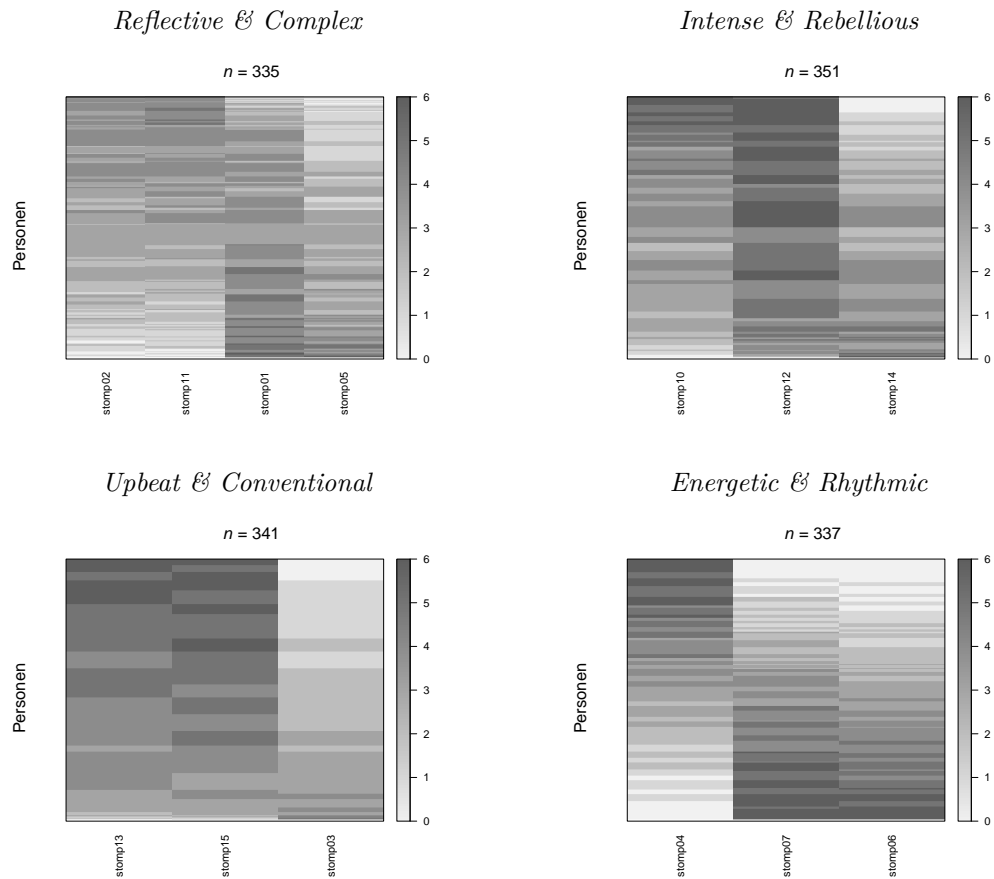 Reflective & Complex
n = 335
Personen
6
5
4
3
2
1
0
stomp02
stomp11
stomp01
stomp05
Intense & Rebellious
n = 351
Personen
6
5
4
3
2
1
0
stomp10
stomp12
stomp14
Upbeat & Conventional
n = 341
Personen
6
5
4
3
2
1
0
stomp13
stomp15
stomp03
Energetic & Rhythmic
n = 337
Personen
6
5
4
3
2
1
0
stomp04
stomp07
stomp06